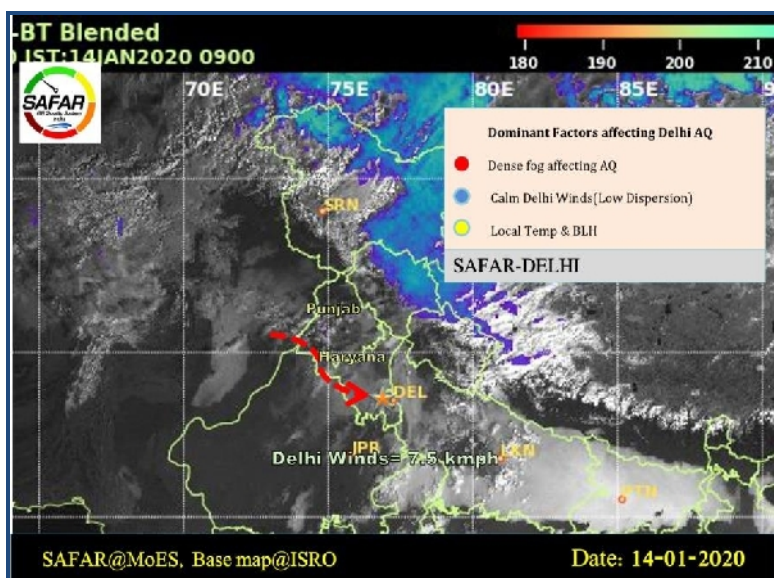 -BT Blended
IST:14JAN2020 0900
180 190 200 210
70E 75E 80E 85E 9
SAFAR
India
Dominant Factors affecting Delhi AQ
Dense fog affecting AQ
Calm Delhi Winds(Low Dispersion)
Local Temp & BLH
SAFAR-DELHI
SRN
Punjab
Haryana
DEL
JPR
LKN
Delhi Winds= 7.5 kmph
PTN
SAFAR@MoES, Base map@ISRO
Date: 14-01-2020